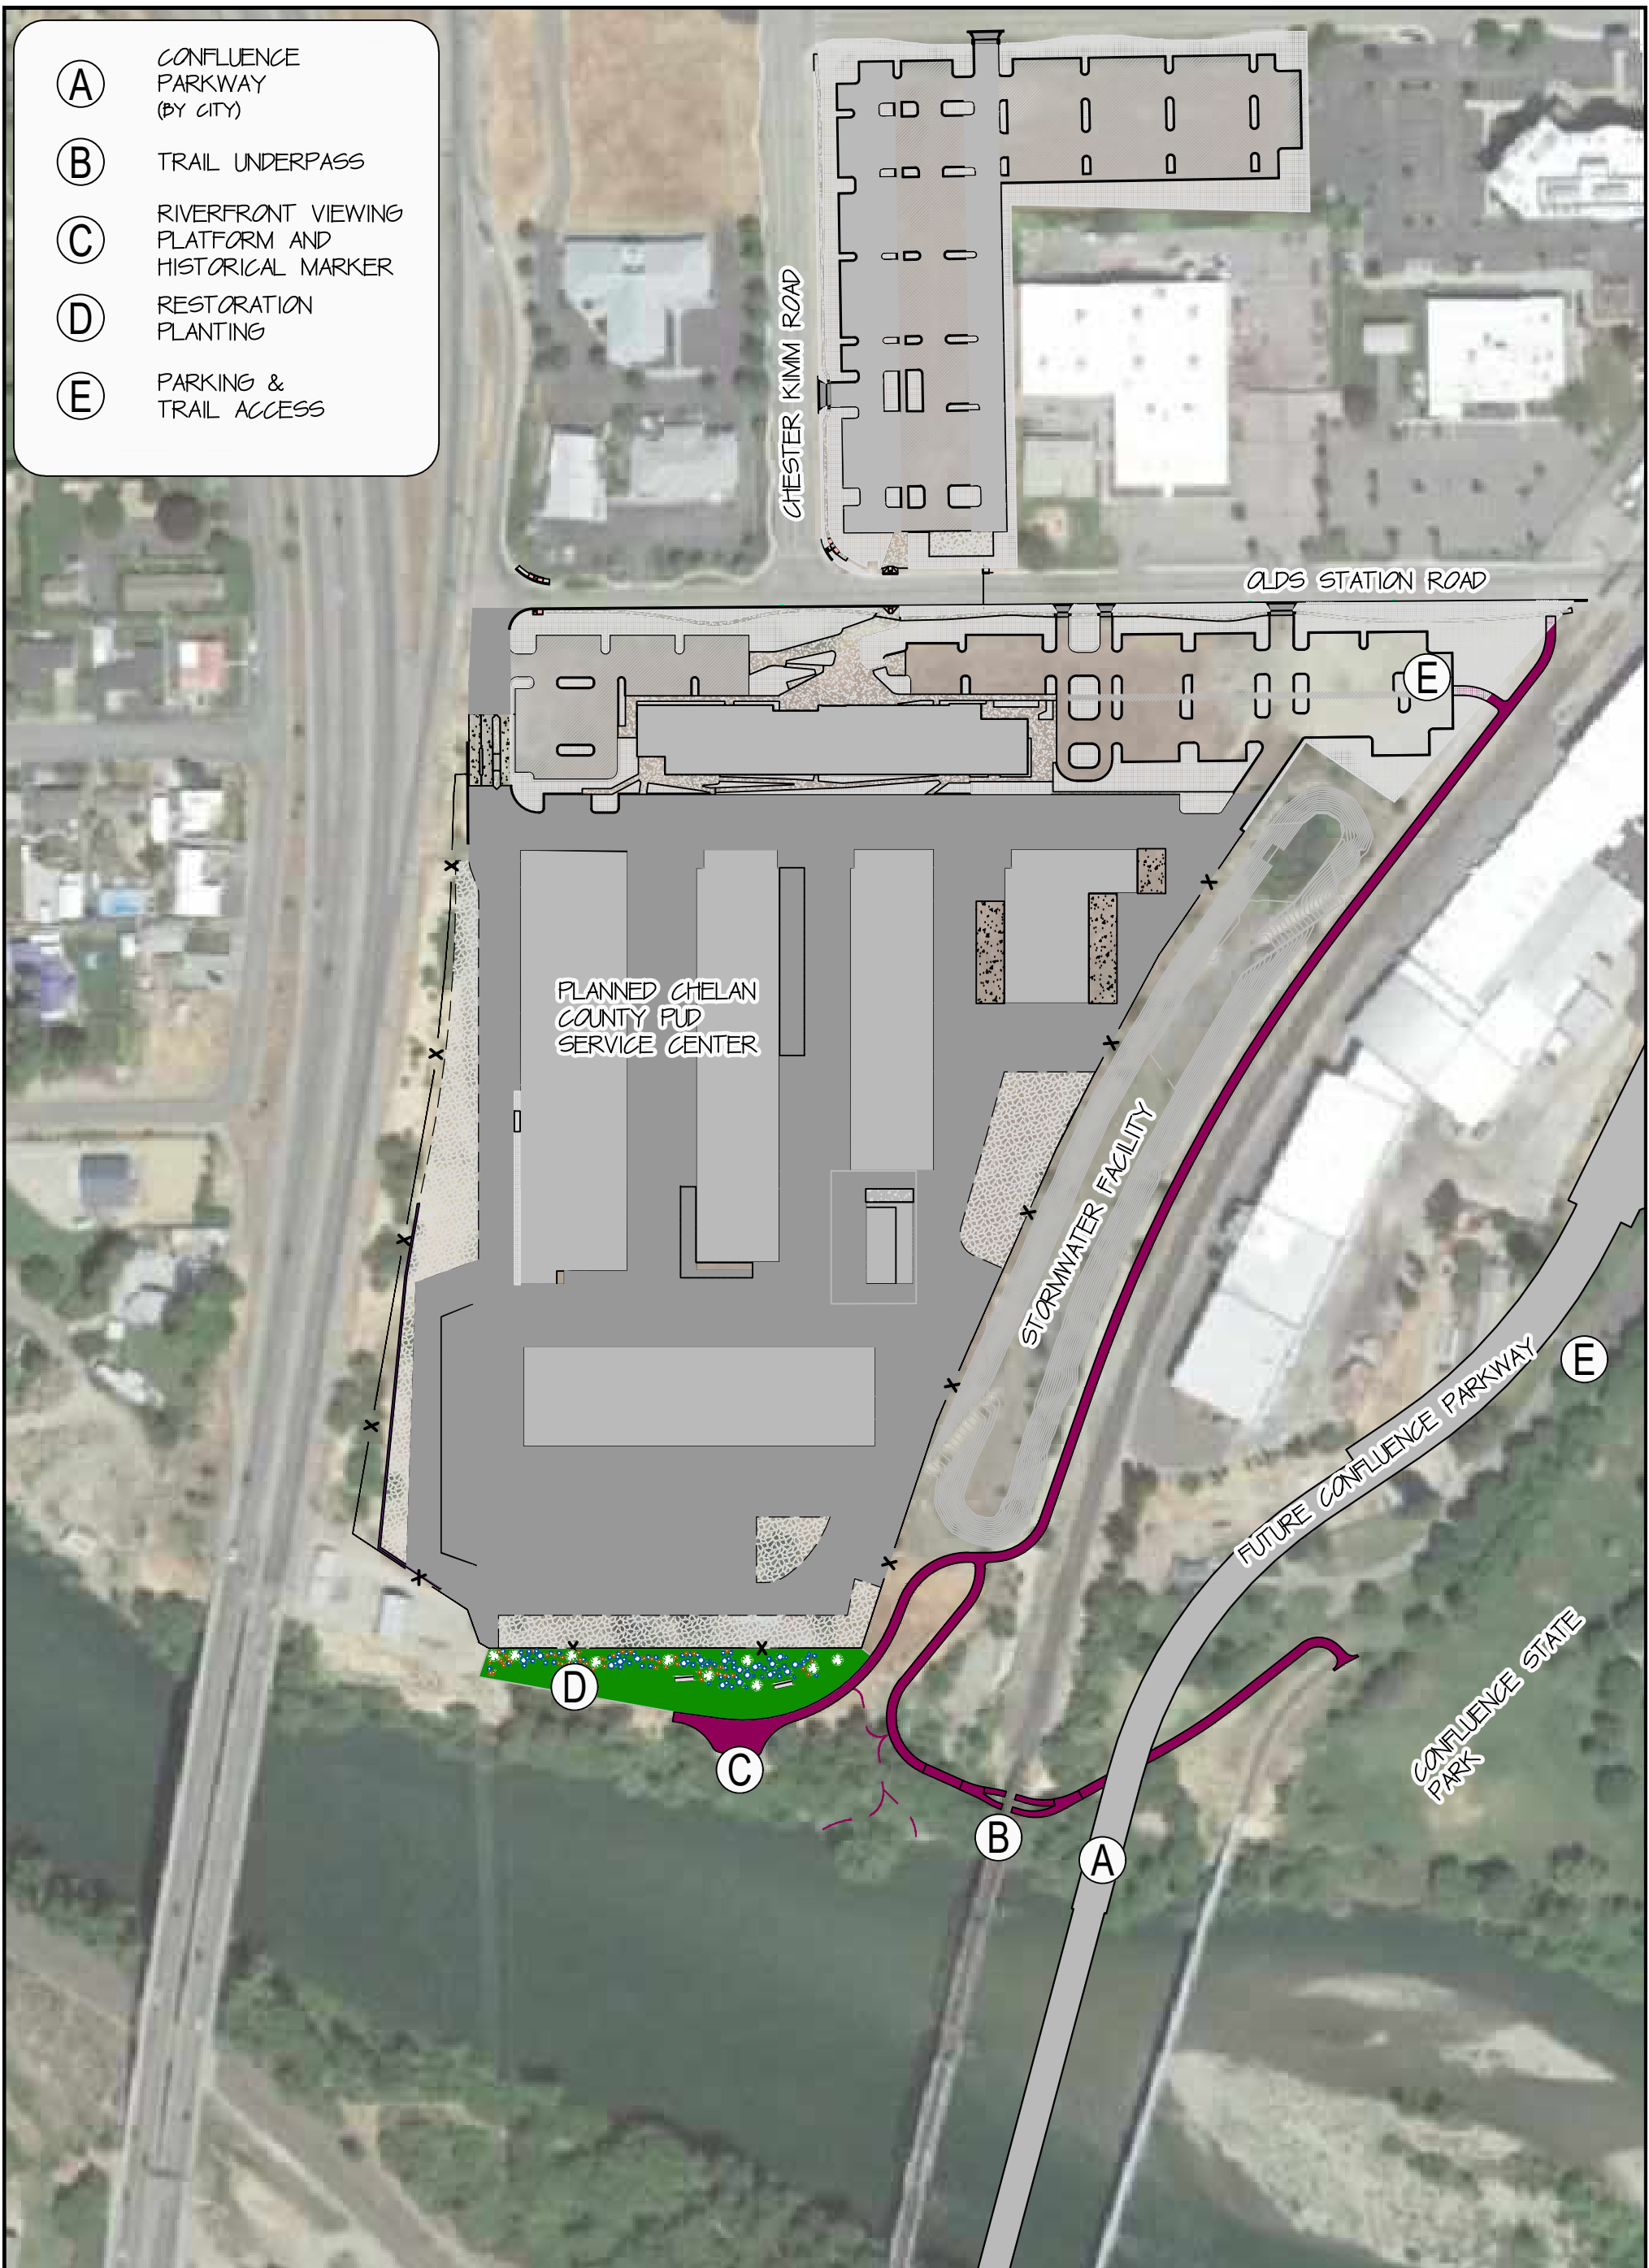 A
CONFLUENCE
PARKWAY
(BY CITY)
B
TRAIL UNDERPASS
C
RIVERFRONT VIEWING
PLATFORM AND
HISTORICAL MARKER
D
RESTORATION
PLANTING
E
PARKING &
TRAIL ACCESS
CHESTER KIMM ROAD
OLDS STATION ROAD
E
PLANNED CHELAN
COUNTY PUD
SERVICE CENTER
STORMWATER FACILITY
E
FUTURE CONFLUENCE PARKWAY
CONFLUENCE STATE
PARK
D
C
B
A